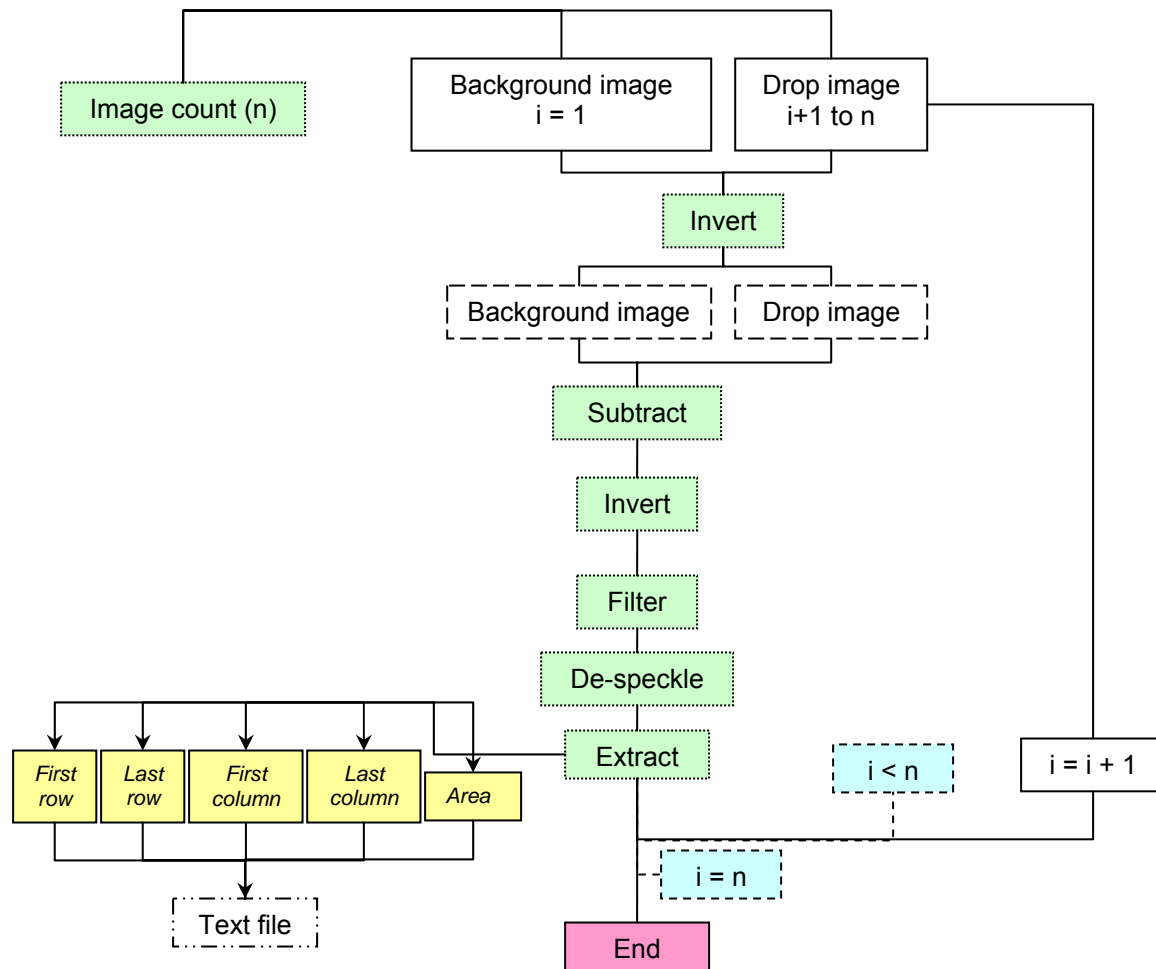 Image count (n)
Background image
i = 1
Drop image
i+1 to n
Invert
Background image
Drop image
Subtract
Invert
Filter
De-speckle
Extract
First
row
Last
row
First
column
Last
column
Area
i < n
i = i + 1
i = n
Text file
End